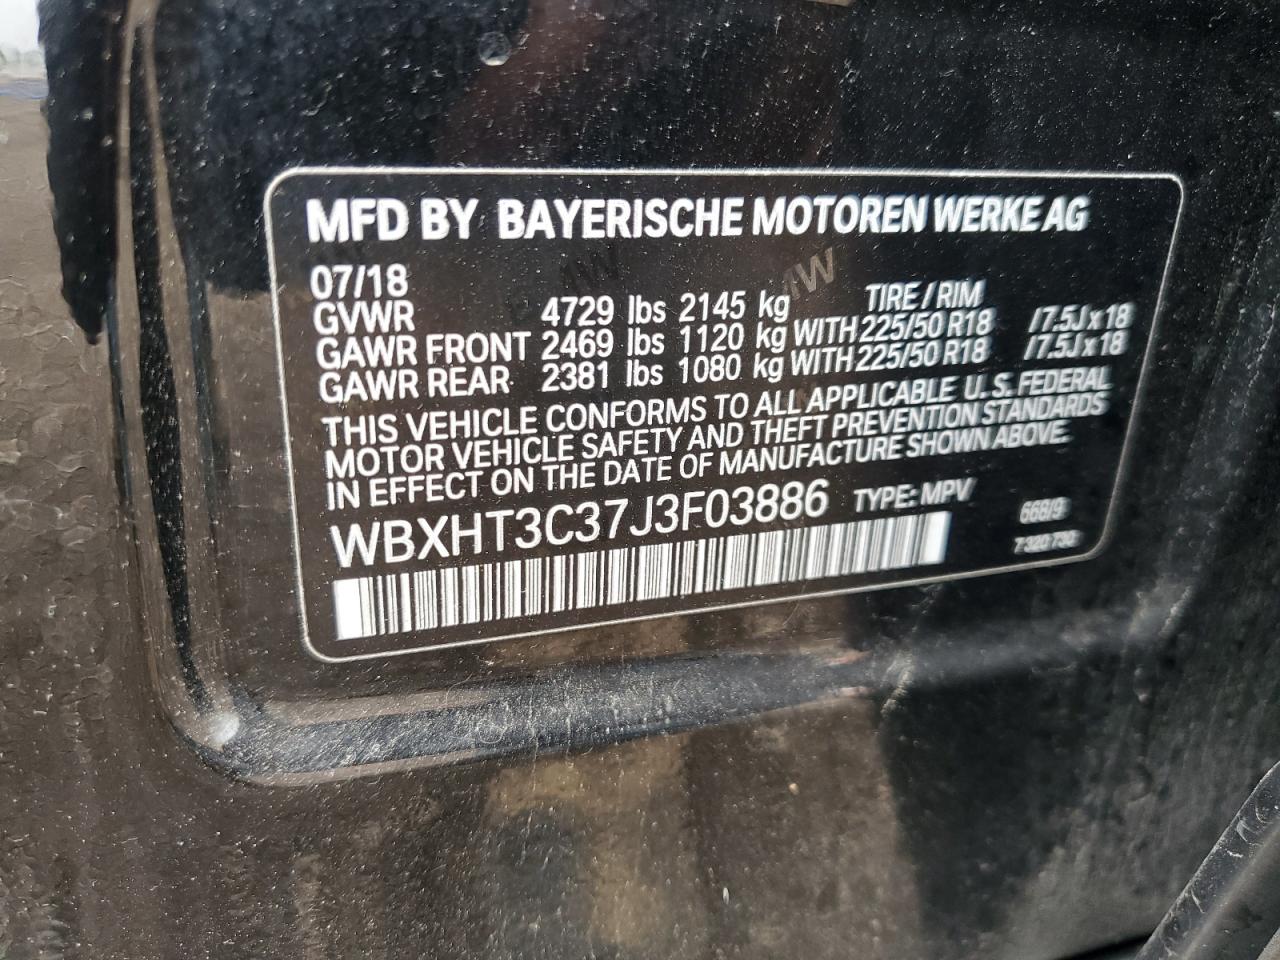 MFD BY BAYERISCHE MOTOREN WERKE AG
07/18 TIRE / RIM
GVWR 4729 lbs 2145 kg
GAWR FRONT 2469 lbs 1120 kg WITH 225/50 R18 /7.5J x 18
GAWR REAR 2381 lbs 1080 kg WITH 225/50 R18 /7.5J x 18
THIS VEHICLE CONFORMS TO ALL APPLICABLE U.S. FEDERAL
MOTOR VEHICLE SAFETY AND THEFT PREVENTION STANDARDS
IN EFFECT ON THE DATE OF MANUFACTURE SHOWN ABOVE.
WBXHT3C37J3F03886 TYPE: MPV 668/9
7 320 730